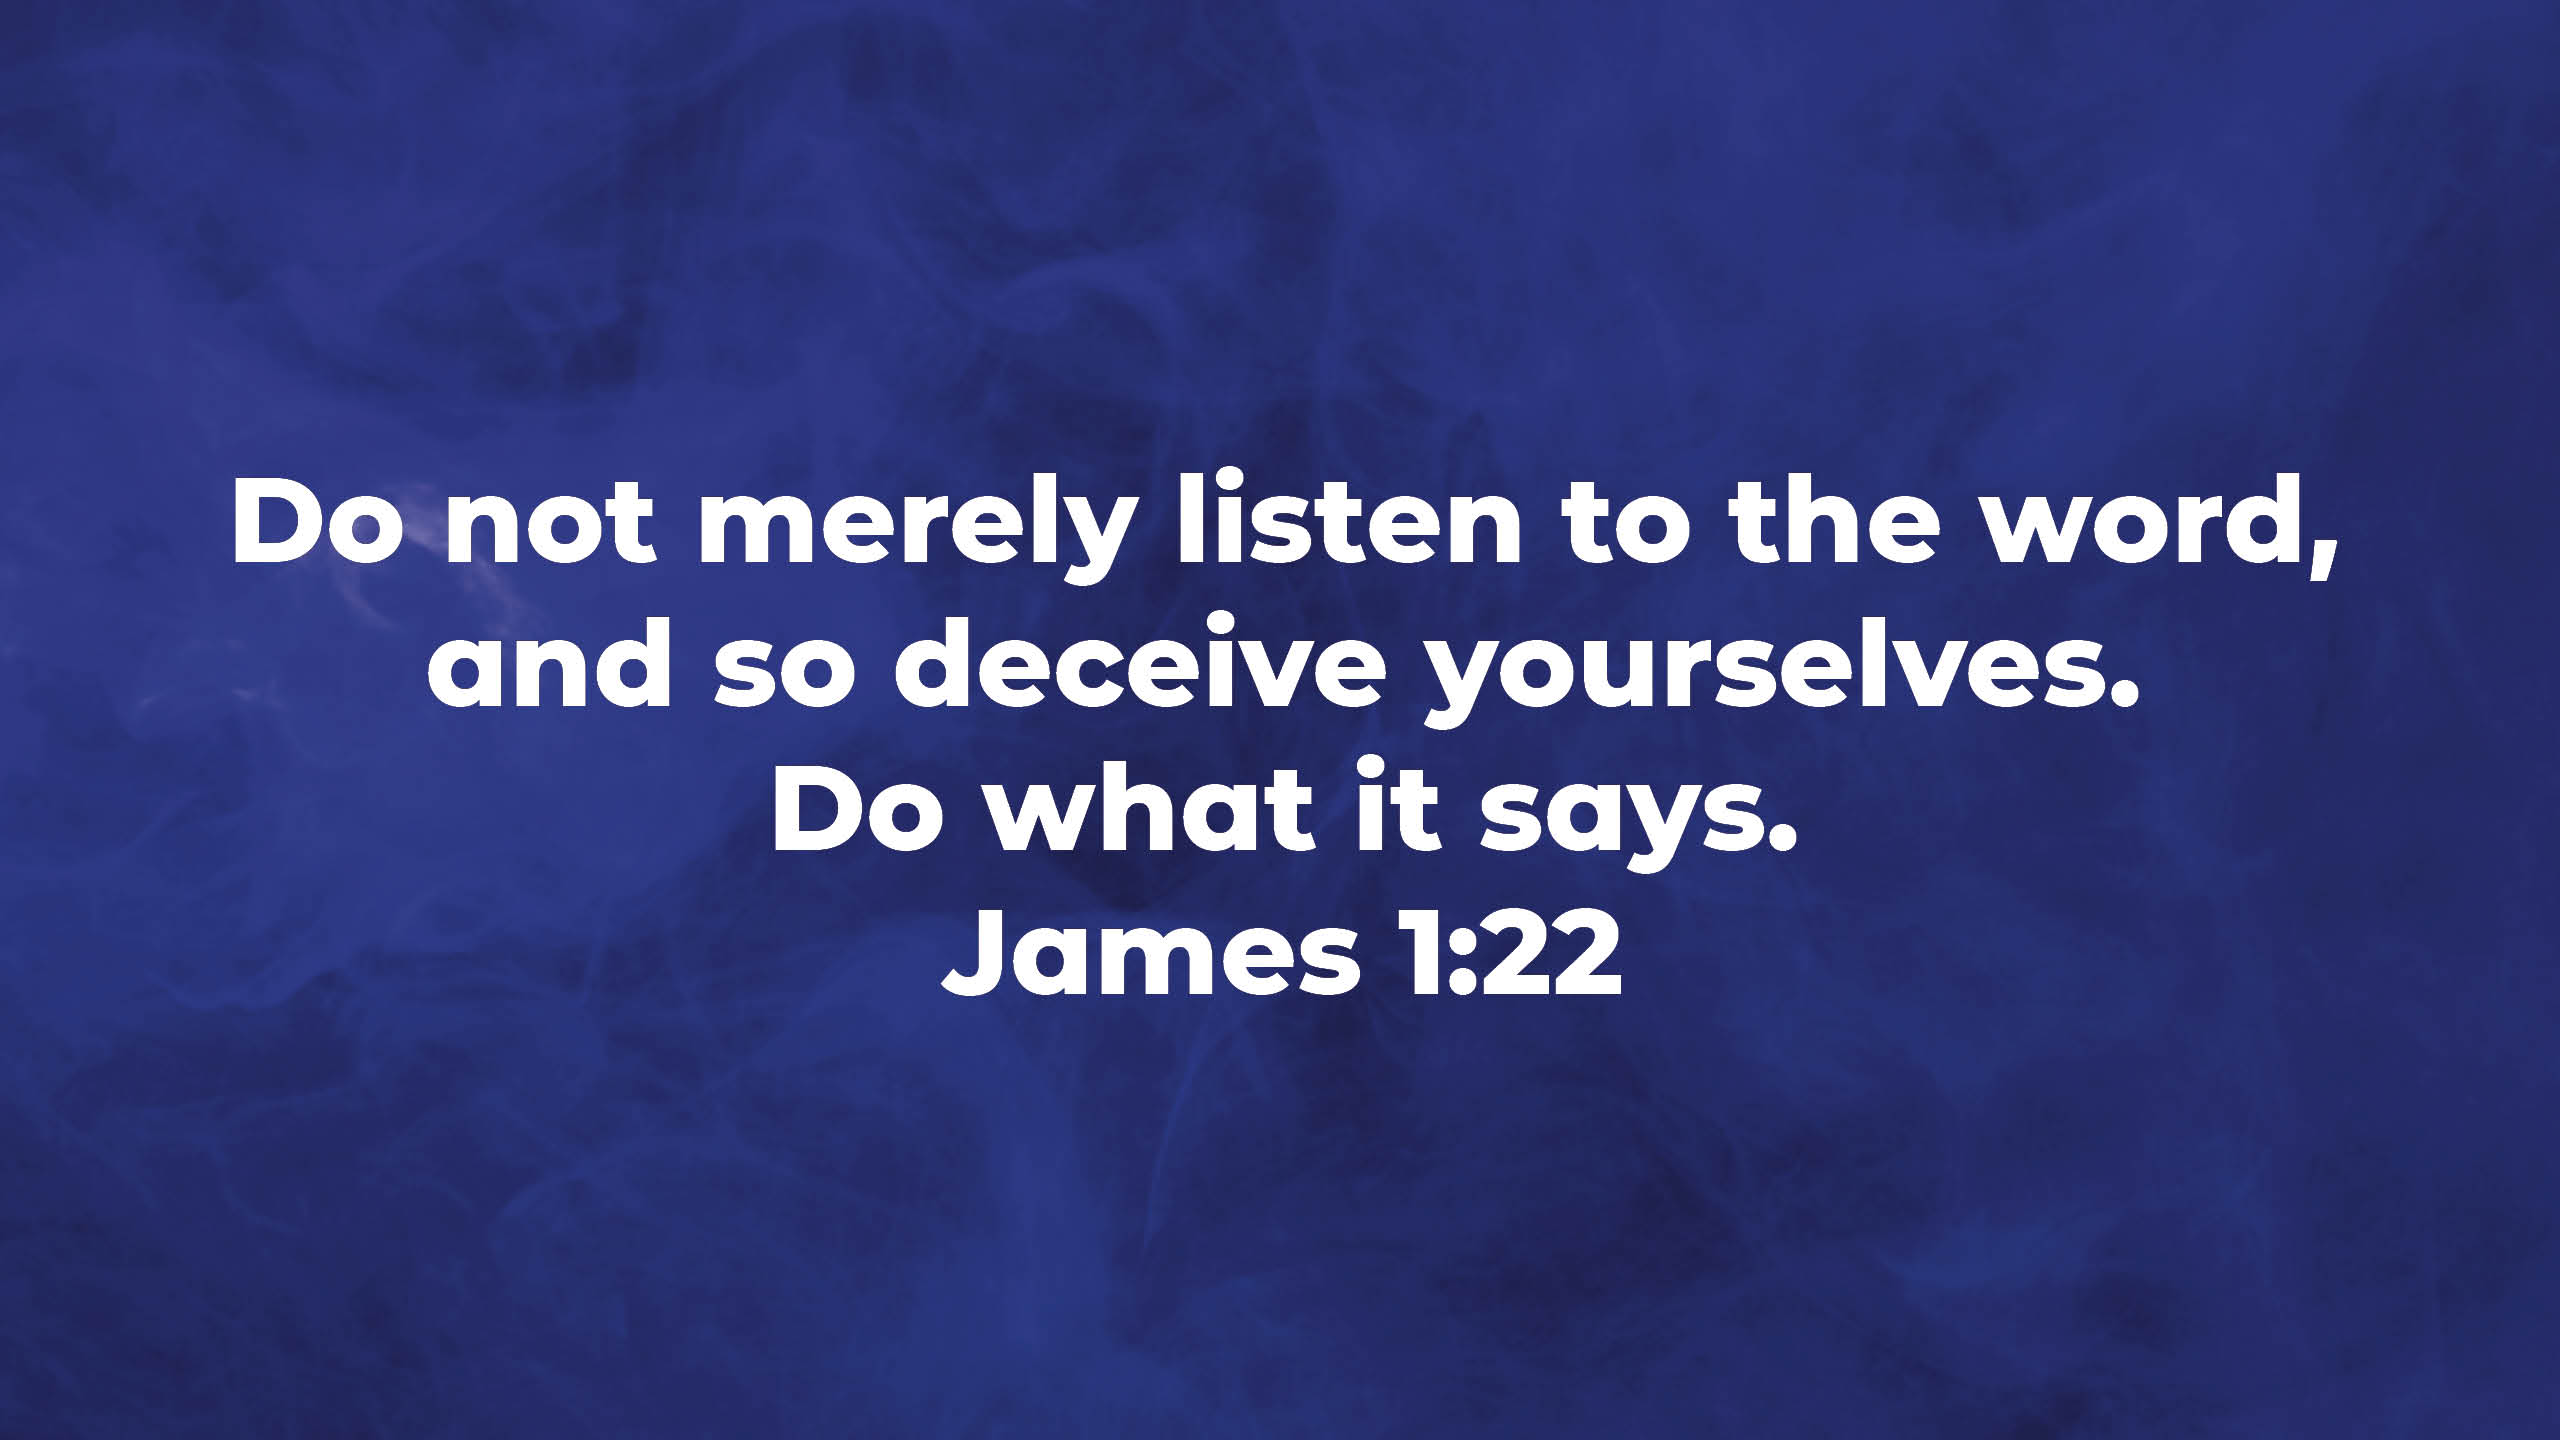 Do not merely listen to the word,
and so deceive yourselves.
Do what it says.
James 1:22